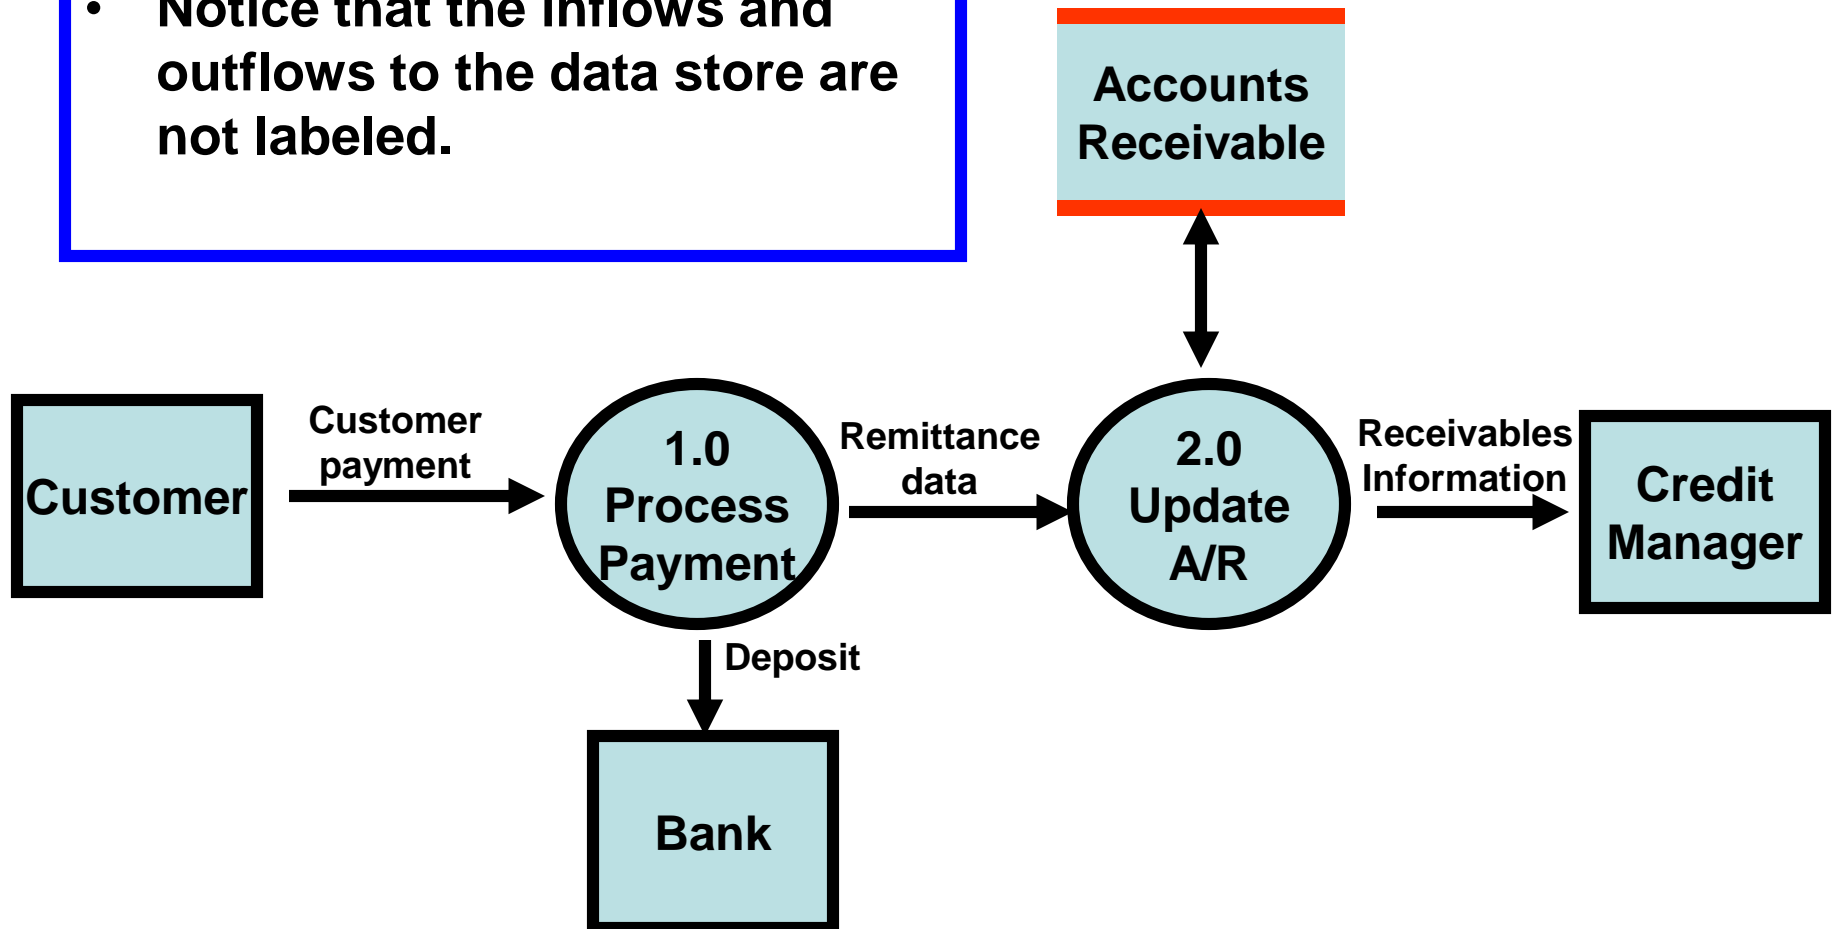 • Notice that the inflows and
outflows to the data store are
not labeled.
Accounts
Receivable
Customer
Customer
payment
1.0
Process
Payment
Remittance
data
2.0
Update
A/R
Receivables
Information
Credit
Manager
Deposit
Bank